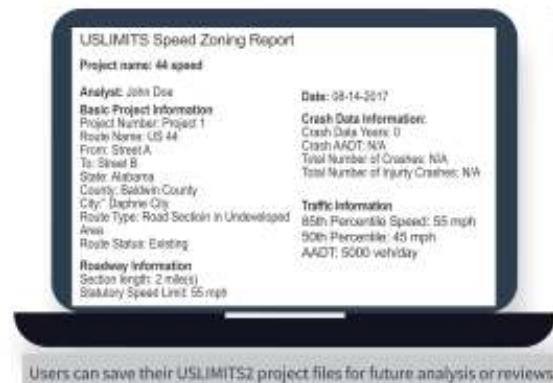 USLIMITS Speed Zoning Report
Project name: 44 speed
Analyst: John Doe
Basic Project Information
Project Number: Project 1
Route Name: US 44
From: Street A
To: Street B
State: Alabama
County: Baldwin County
City:" Daphne City
Route Type: Road Sectioin in Undeveloped
Area
Route Status: Existing
Roadway Information
Section length: 2 mile(s)
Statutory Speed Limit: 55 mph
Date: 08-14-2017
Crash Data Information:
Crash Data Years: 0
Crash AADT: N/A
Total Number of Crashes: N/A
Total Number of Injurty Crashes: N/A
Traffic Information
85th Percentile Speed: 55 mph
50th Percentile: 45 mph
AADT: 5000 veh/day
Users can save their USLIMITS2 project files for future analysis or reviews